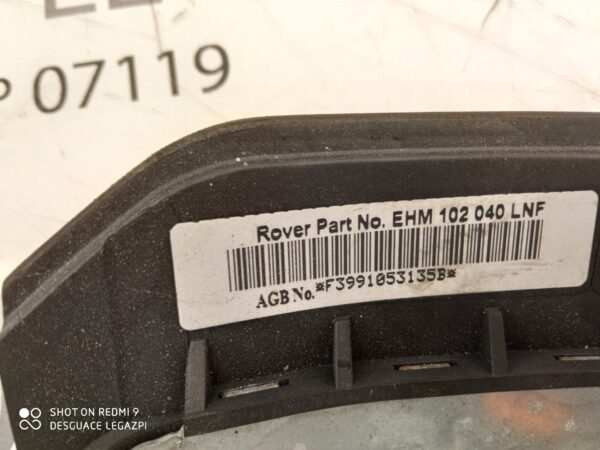 º 07119
Rover Part No. EHM 102 040 LNF
AGB No. *F3991053135B*
SHOT ON REDMI 9
DESGUACE LEGAZPI